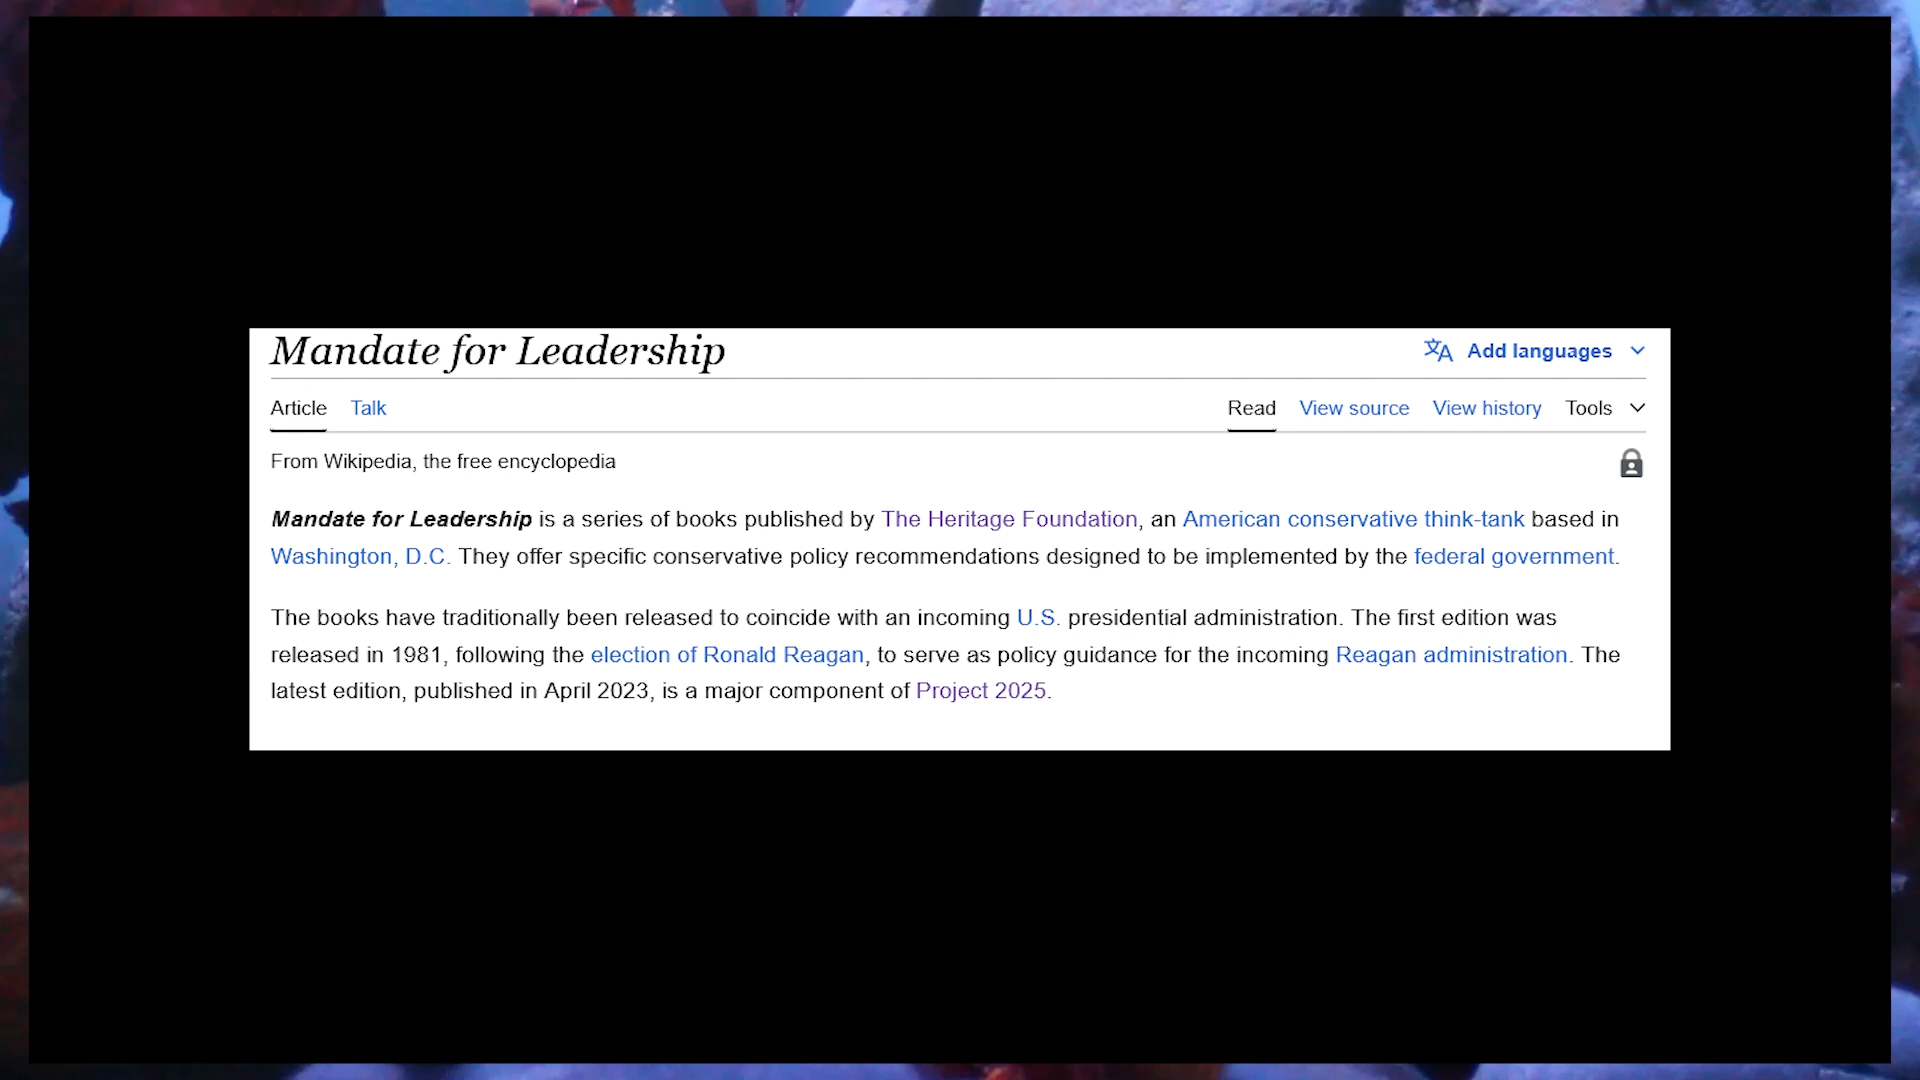 Mandate for Leadership
Add languages
Article Talk Read View source View history Tools
From Wikipedia, the free encyclopedia
Mandate for Leadership is a series of books published by The Heritage Foundation, an American conservative think-tank based in
Washington, D.C. They offer specific conservative policy recommendations designed to be implemented by the federal government.
The books have traditionally been released to coincide with an incoming U.S. presidential administration. The first edition was
released in 1981, following the election of Ronald Reagan, to serve as policy guidance for the incoming Reagan administration. The
latest edition, published in April 2023, is a major component of Project 2025.